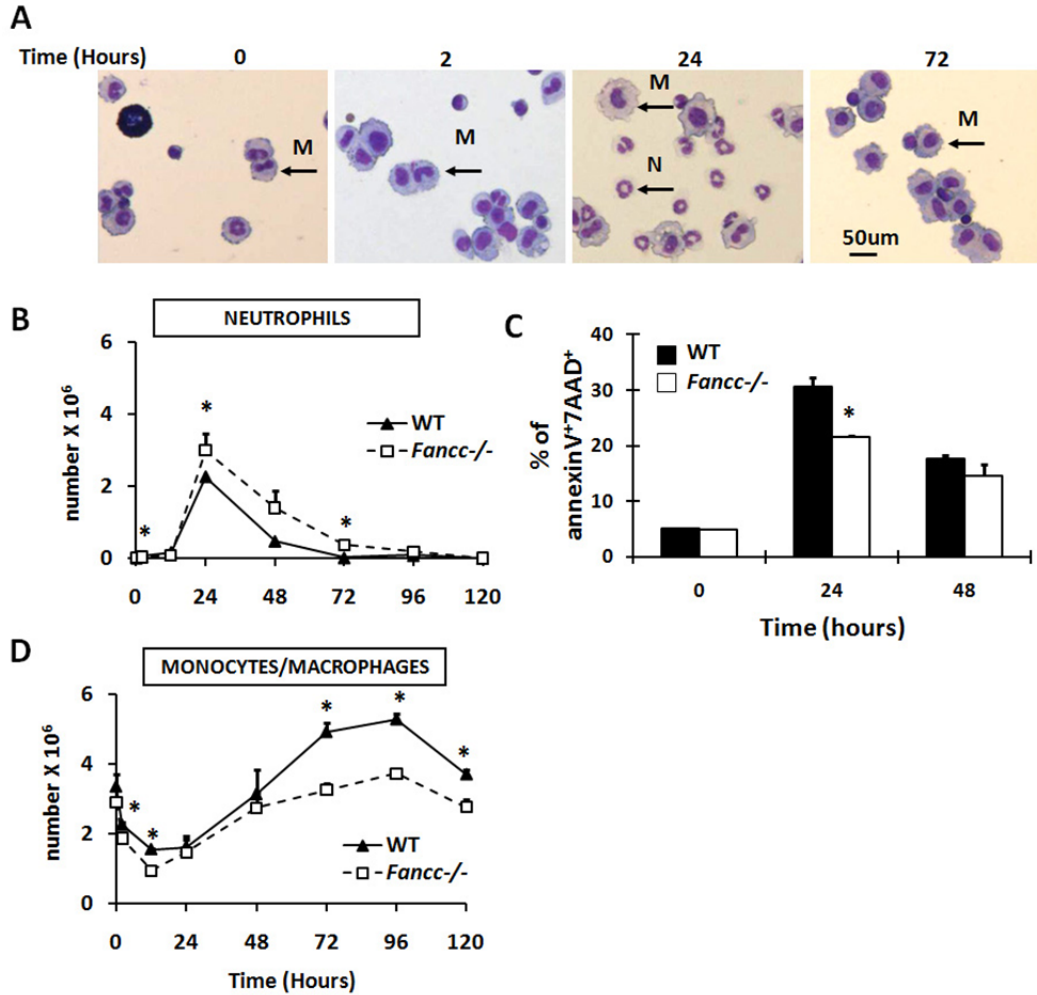 A
Time (Hours) 0 2 24 72
M
M
M
N
M
50um
B
NEUTROPHILS
number X 10⁶
6
4
2
0
* * *
WT
Fancc-/-
0 24 48 72 96 120
C
% of
annexinV⁺7AAD⁺
40
30
20
10
0
WT
Fancc-/-
*
0 24 48
Time (hours)
D
MONOCYTES/MACROPHAGES
number X 10⁶
6
4
2
0
* * * * *
WT
Fancc-/-
0 24 48 72 96 120
Time (Hours)